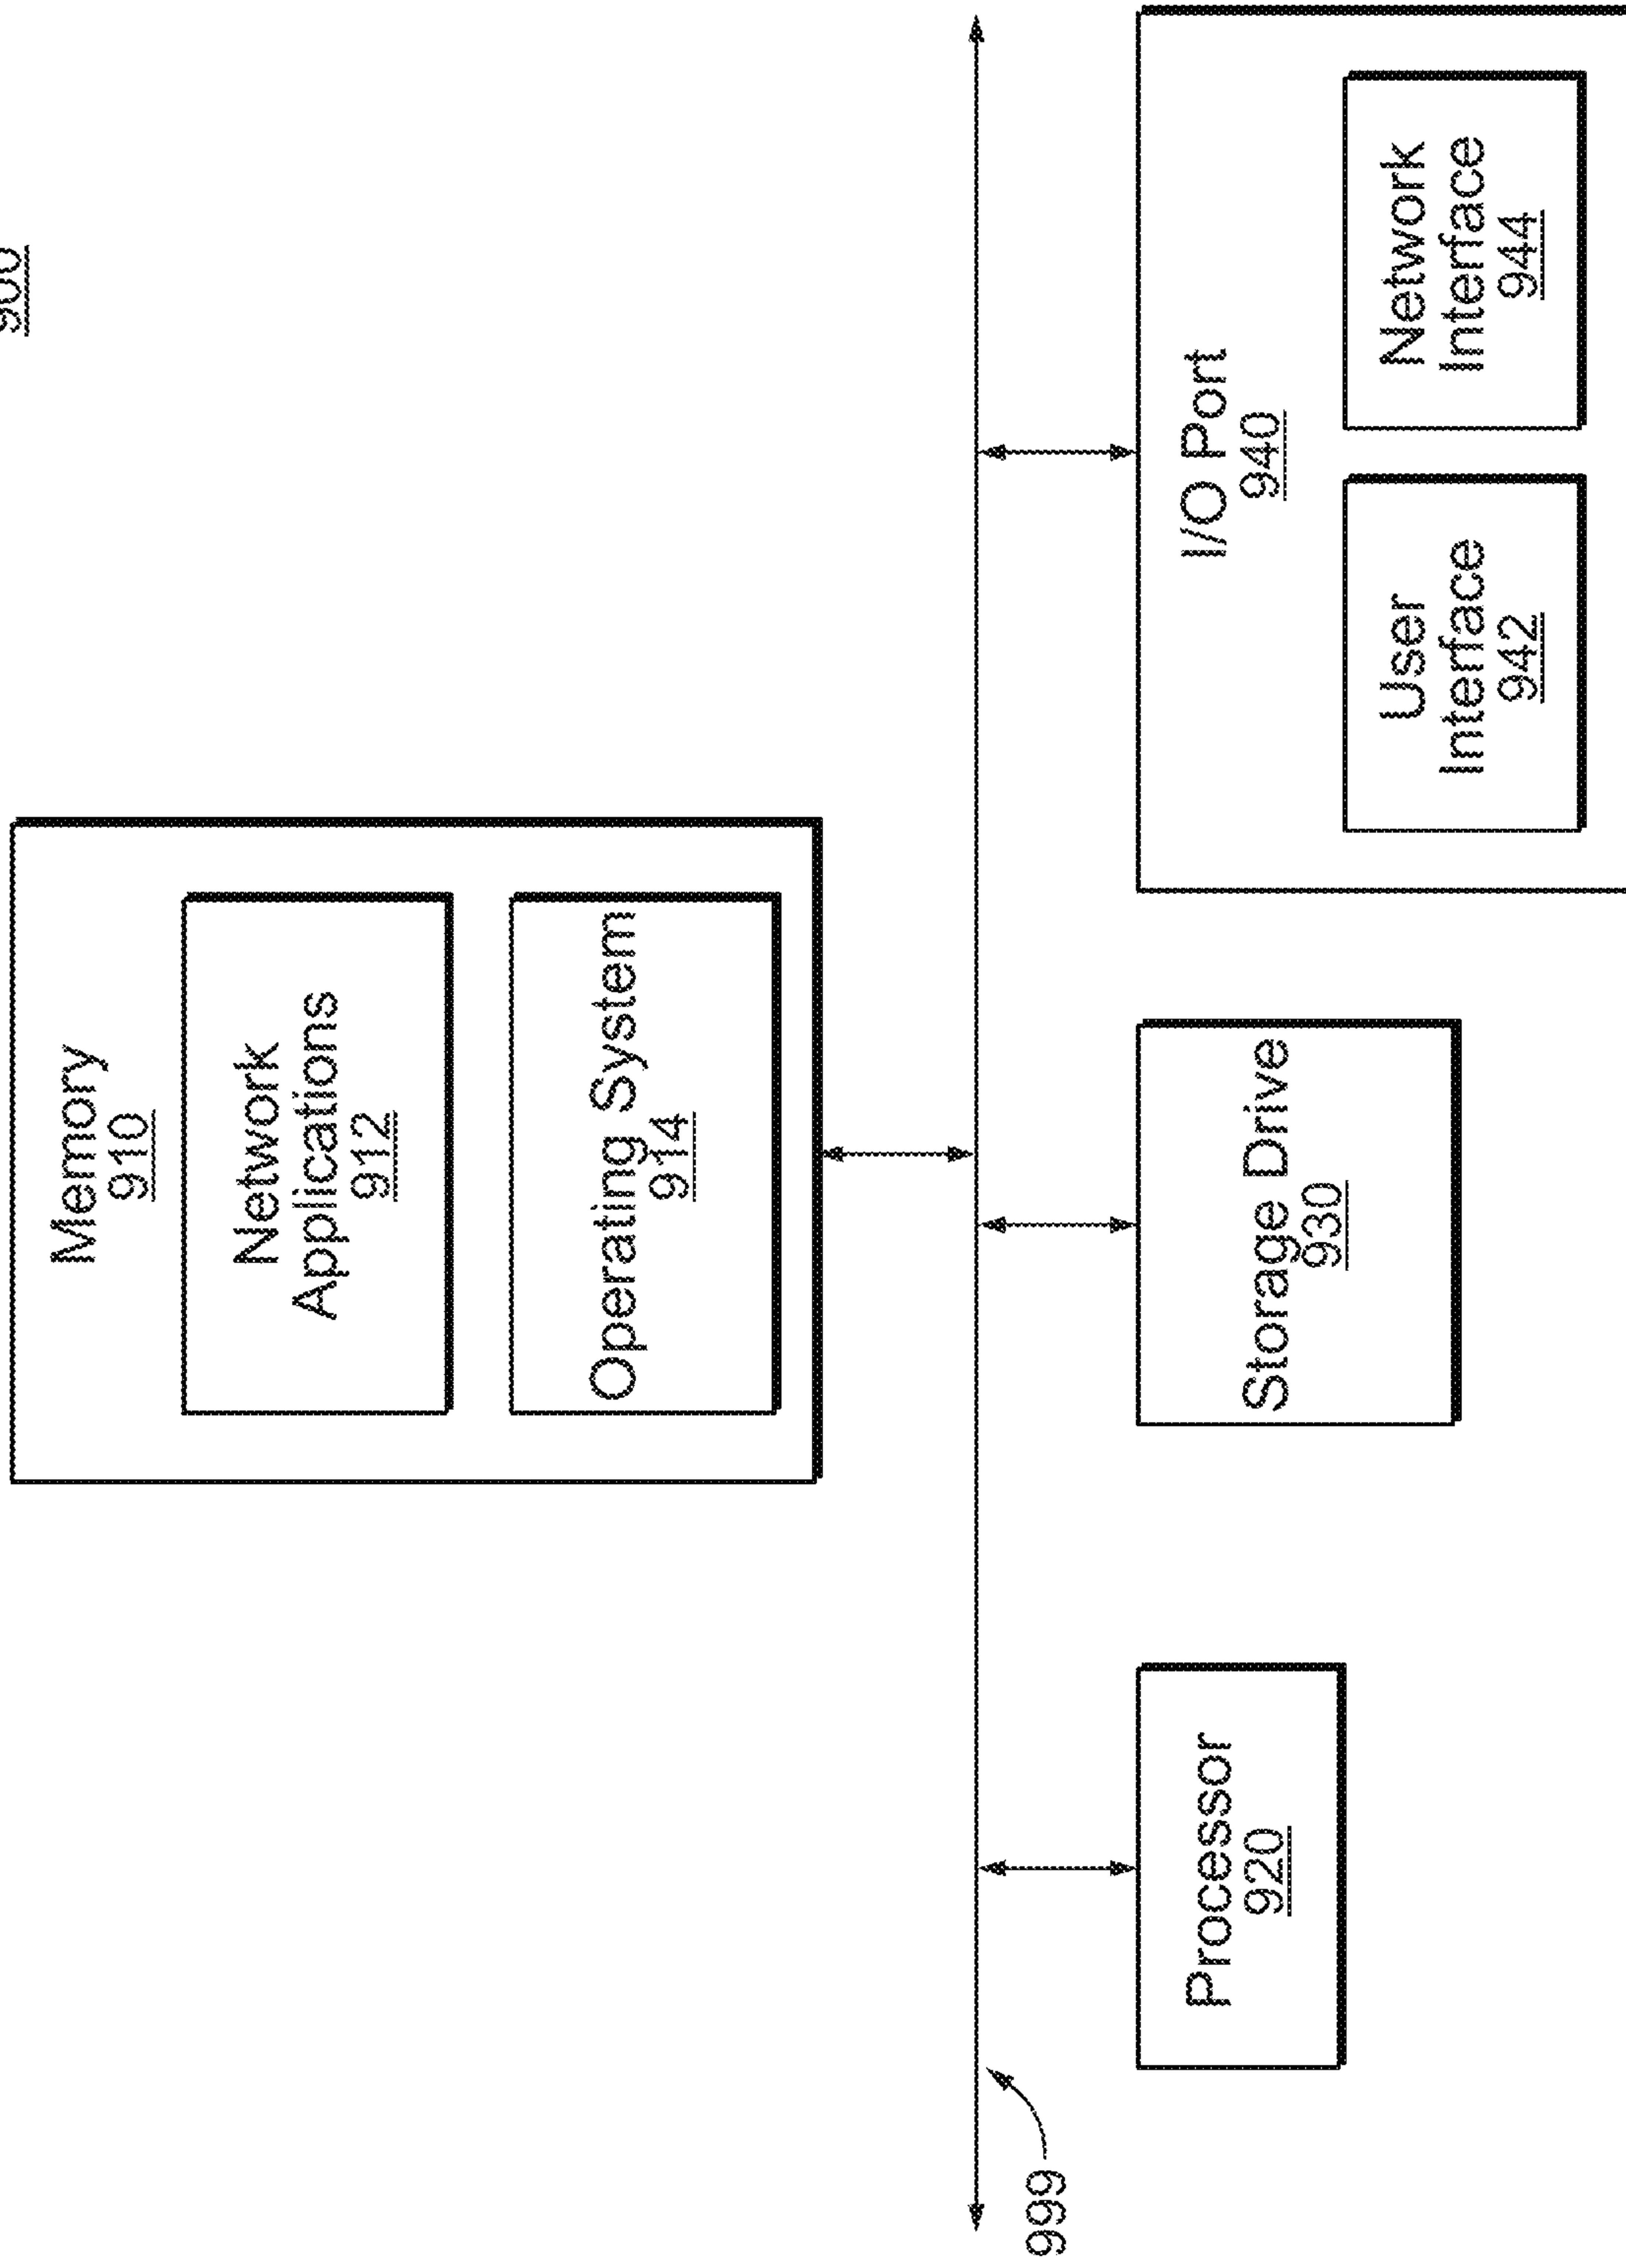 900
Memory
910
Network
Applications
912
Operating System
914
999
Processor
920
Storage Drive
930
I/O Port
940
User
Interface
942
Network
Interface
944